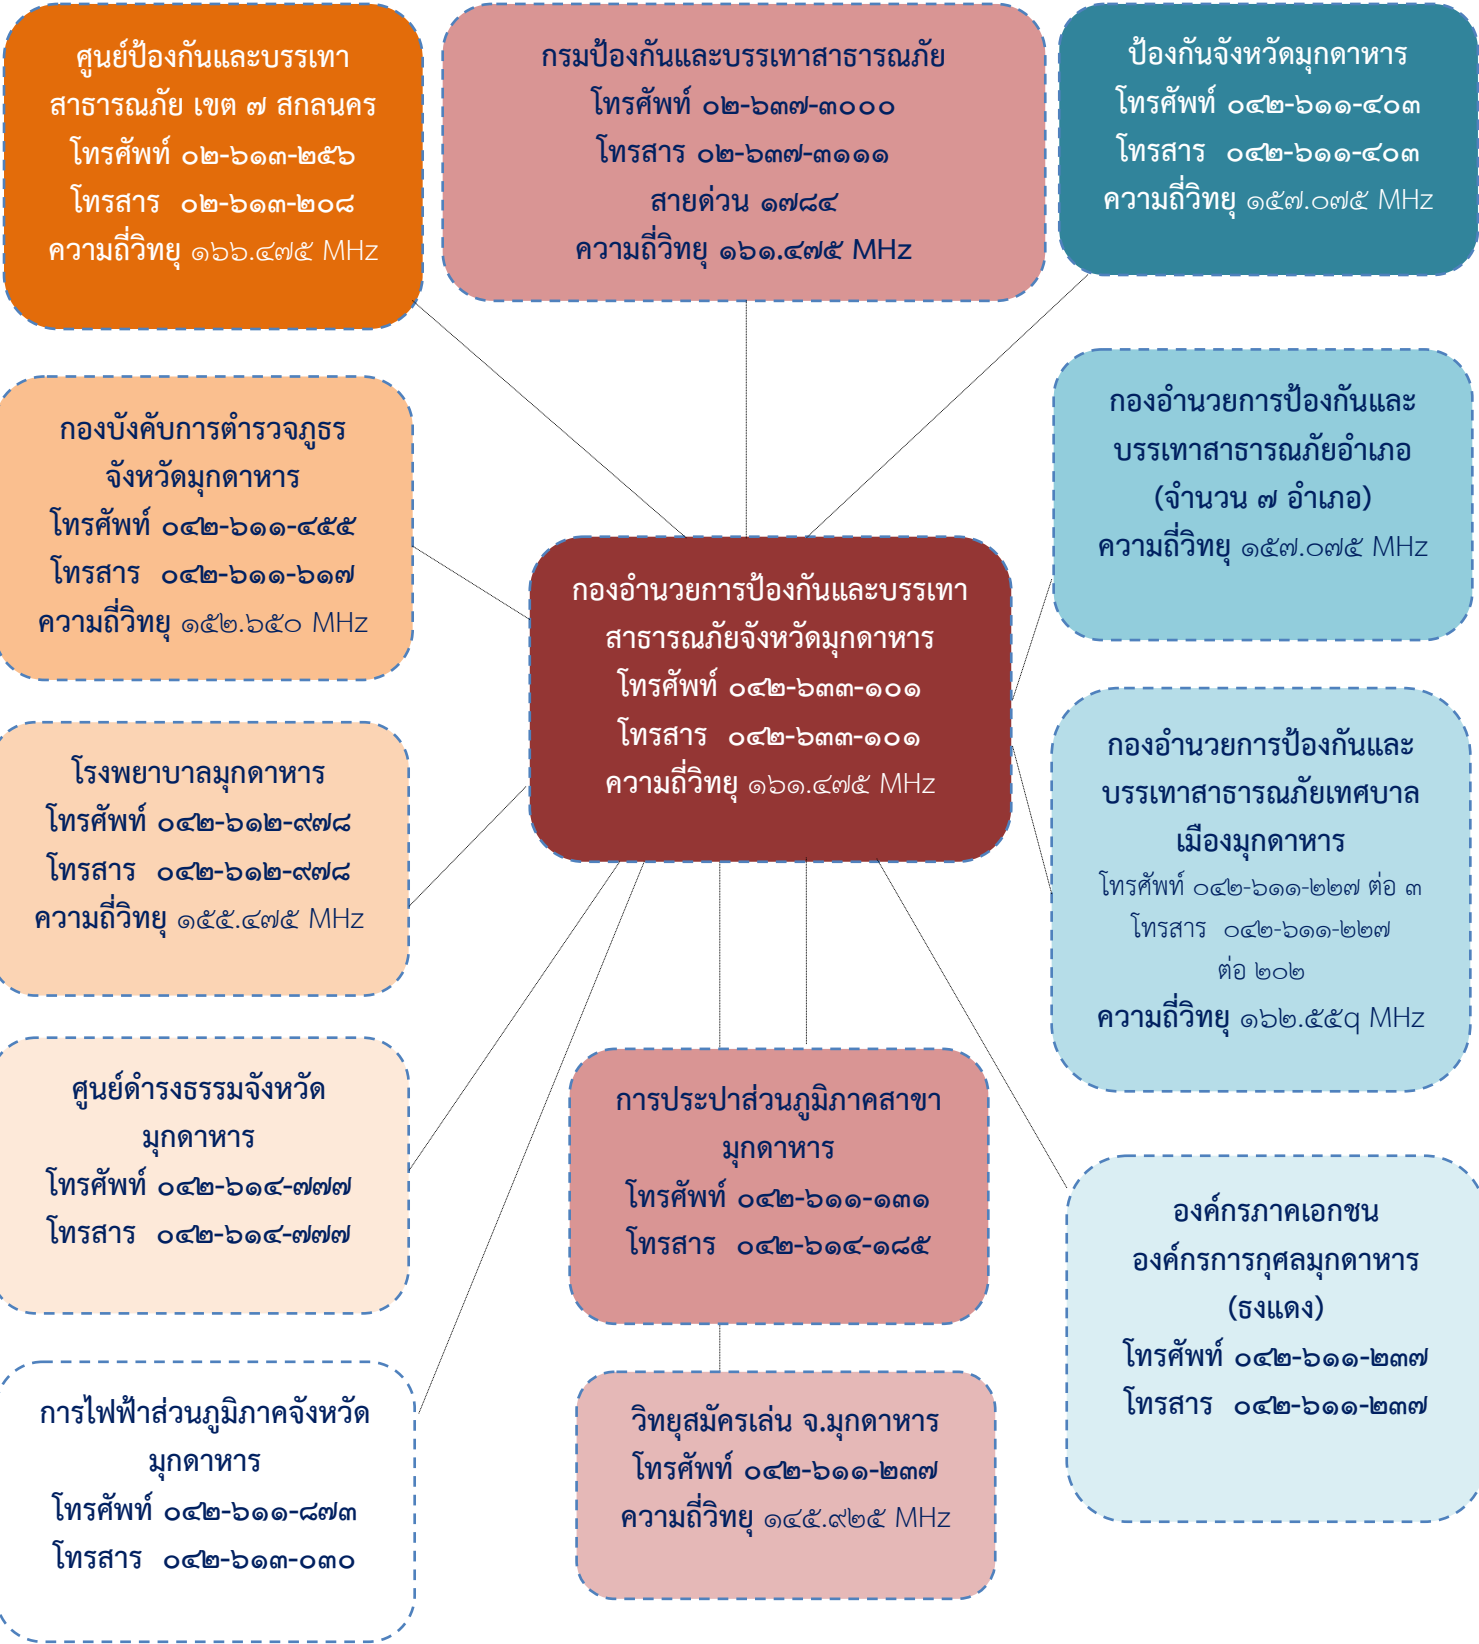 ศูนย์ป้องกันและบรรเทา
สาธารณภัย เขต ๗ สกลนคร
โทรศัพท์ ๐๒-๖๑๓-๒๕๖
โทรสาร ๐๒-๖๑๓-๒๐๘
ความถี่วิทยุ ๑๖๖.๔๗๕ MHz
กรมป้องกันและบรรเทาสาธารณภัย
โทรศัพท์ ๐๒-๖๓๗-๓๐๐๐
โทรสาร ๐๒-๖๓๗-๓๑๑๑
สายด่วน ๑๗๘๔
ความถี่วิทยุ ๑๖๑.๔๗๕ MHz
ป้องกันจังหวัดมุกดาหาร
โทรศัพท์ ๐๔๒-๖๑๑-๔๐๓
โทรสาร ๐๔๒-๖๑๑-๔๐๓
ความถี่วิทยุ ๑๕๗.๐๗๕ MHz
กองบังคับการตำรวจภูธร
จังหวัดมุกดาหาร
โทรศัพท์ ๐๔๒-๖๑๑-๔๕๕
โทรสาร ๐๔๒-๖๑๑-๖๑๗
ความถี่วิทยุ ๑๕๒.๖๕๐ MHz
กองอำนวยการป้องกันและ
บรรเทาสาธารณภัยอำเภอ
(จำนวน ๗ อำเภอ)
ความถี่วิทยุ ๑๕๗.๐๗๕ MHz
กองอำนวยการป้องกันและบรรเทา
สาธารณภัยจังหวัดมุกดาหาร
โทรศัพท์ ๐๔๒-๖๓๓-๑๐๑
โทรสาร ๐๔๒-๖๓๓-๑๐๑
ความถี่วิทยุ ๑๖๑.๔๗๕ MHz
โรงพยาบาลมุกดาหาร
โทรศัพท์ ๐๔๒-๖๑๒-๙๗๘
โทรสาร ๐๔๒-๖๑๒-๙๗๘
ความถี่วิทยุ ๑๕๕.๔๗๕ MHz
กองอำนวยการป้องกันและ
บรรเทาสาธารณภัยเทศบาล
เมืองมุกดาหาร
โทรศัพท์ ๐๔๒-๖๑๑-๒๒๗ ต่อ ๓
โทรสาร ๐๔๒-๖๑๑-๒๒๗
ต่อ ๒๐๒
ความถี่วิทยุ ๑๖๒.๕๕q MHz
ศูนย์ดำรงธรรมจังหวัด
มุกดาหาร
โทรศัพท์ ๐๔๒-๖๑๔-๗๗๗
โทรสาร ๐๔๒-๖๑๔-๗๗๗
การประปาส่วนภูมิภาคสาขา
มุกดาหาร
โทรศัพท์ ๐๔๒-๖๑๑-๑๓๑
โทรสาร ๐๔๒-๖๑๔-๑๘๕
องค์กรภาคเอกชน
องค์กรการกุศลมุกดาหาร
(ธงแดง)
โทรศัพท์ ๐๔๒-๖๑๑-๒๓๗
โทรสาร ๐๔๒-๖๑๑-๒๓๗
การไฟฟ้าส่วนภูมิภาคจังหวัด
มุกดาหาร
โทรศัพท์ ๐๔๒-๖๑๑-๘๗๓
โทรสาร ๐๔๒-๖๑๓-๐๓๐
วิทยุสมัครเล่น จ.มุกดาหาร
โทรศัพท์ ๐๔๒-๖๑๑-๒๓๗
ความถี่วิทยุ ๑๔๕.๙๒๕ MHz